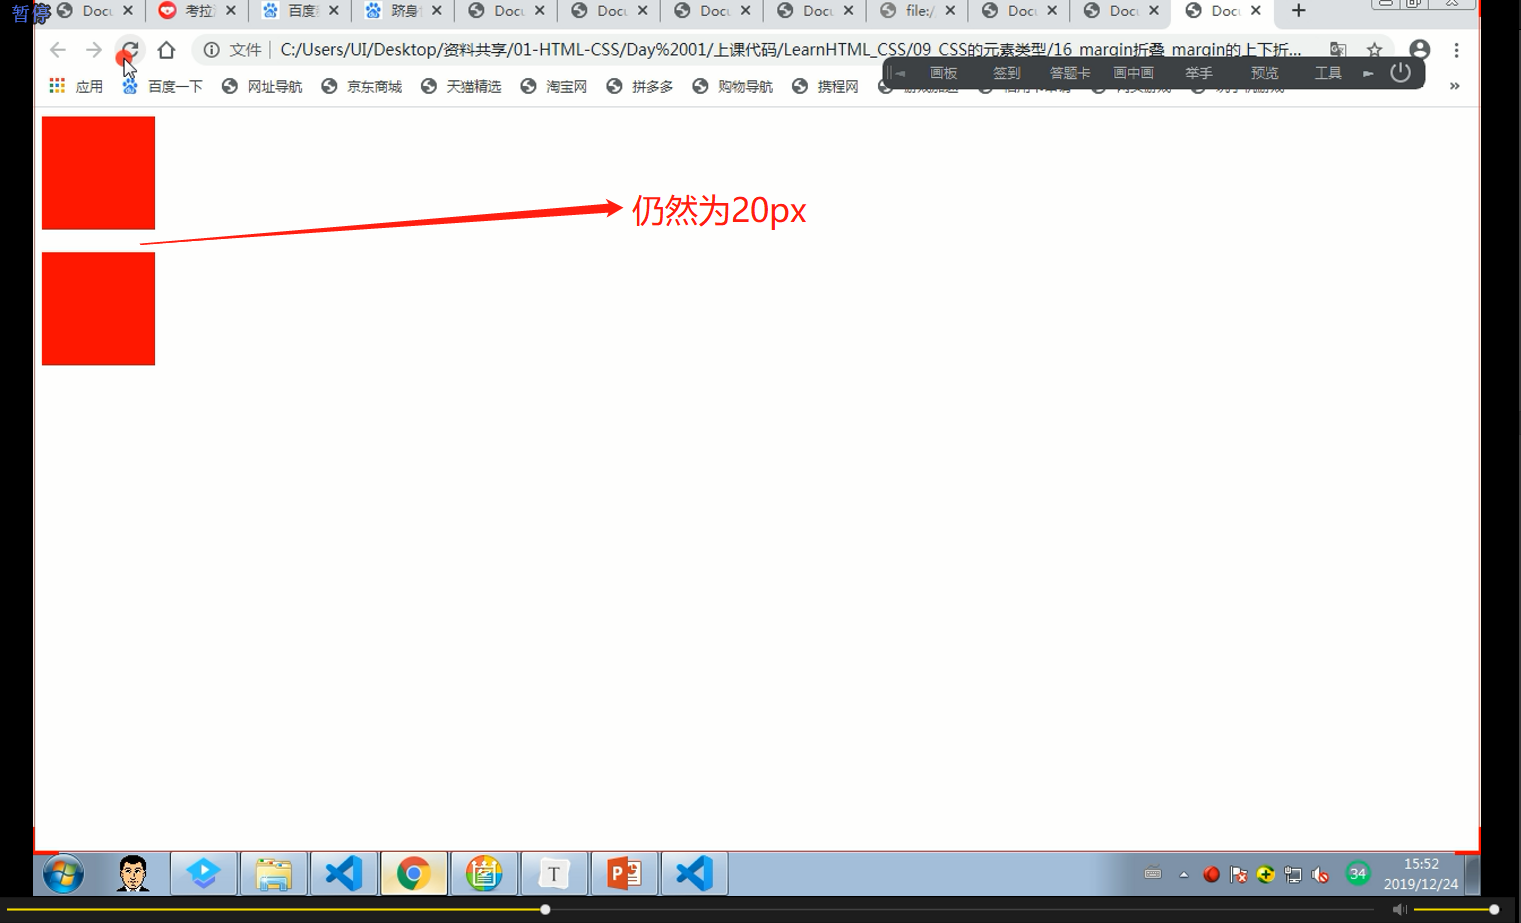 暂停
Docu 考拉 百度 跻身 Docu Docu Docu Docu file:/ Docu Docu Docu
文件 C:/Users/UI/Desktop/资料共享/01-HTML-CSS/Day%2001/上课代码/LearnHTML_CSS/09_CSS的元素类型/16_margin折叠_margin的上下折...
画板 签到 答题卡 画中画 举手 预览 工具
应用 百度一下 网址导航 京东商城 天猫精选 淘宝网 拼多多 购物导航 携程网 »
仍然为20px
T P 34
15:52
2019/12/24